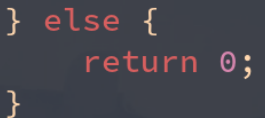 } else {
    return 0;
}